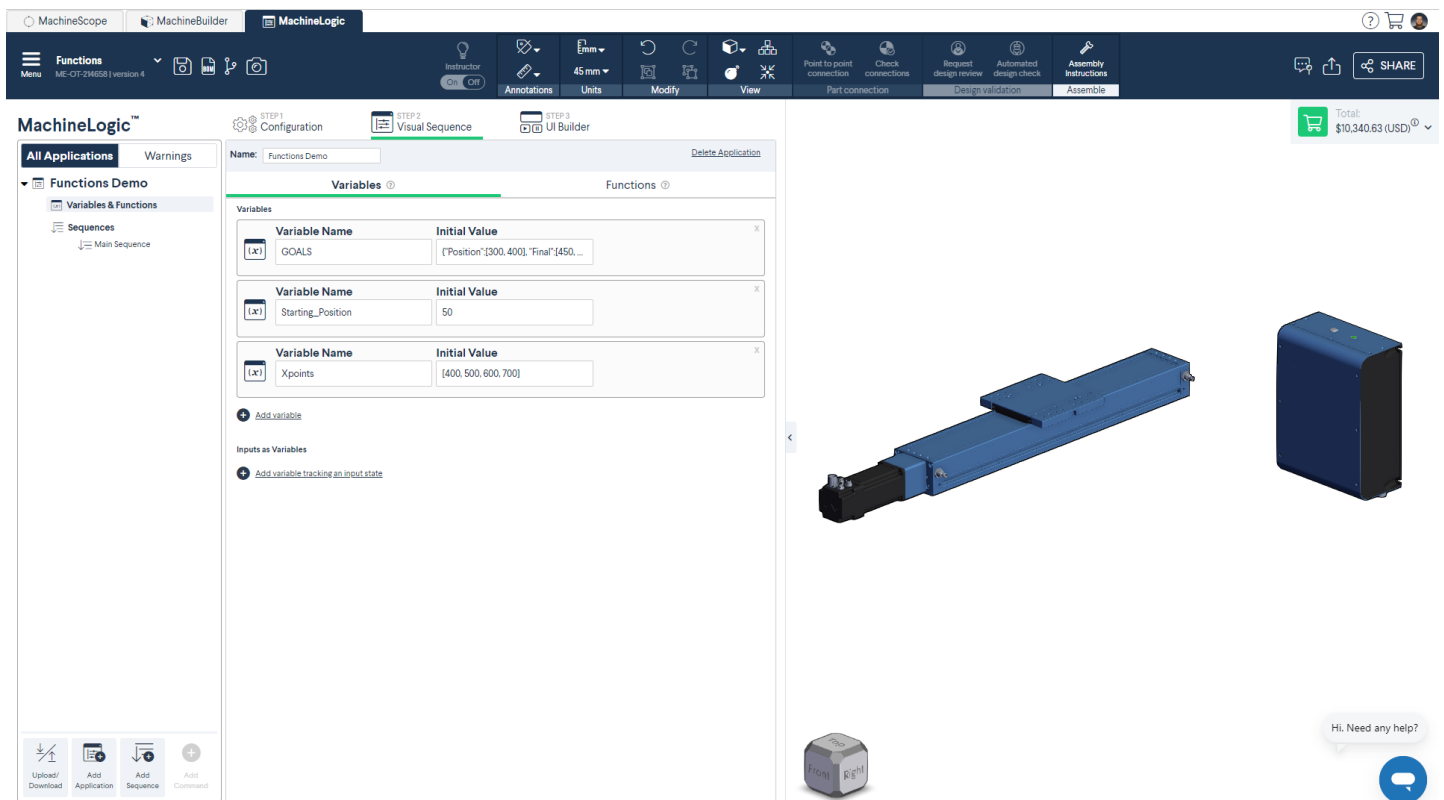 MachineScope
MachineBuilder
MachineLogic
?
Menu
Functions
ME-OT-214658 | version 4
BOM
Instructor
On Off
Annotations
mm
45 mm
Units
Modify
View
Point to point connection
Check connections
Part connection
Request design review
Automated design check
Design validation
Assembly Instructions
Assemble
SHARE
MachineLogic™
STEP 1
Configuration
STEP 2
Visual Sequence
STEP 3
UI Builder
Total:
$10,340.63 (USD)
All Applications
Warnings
Functions Demo
Variables & Functions
Sequences
Main Sequence
Name: Functions Demo
Delete Application
Variables ?
Functions ?
Variables
Variable Name Initial Value X
(x) GOALS {"Position":[300, 400], "Final":[450, ...
Variable Name Initial Value X
(x) Starting_Position 50
Variable Name Initial Value X
(x) Xpoints [400, 500, 600, 700]
Add variable
Inputs as Variables
Add variable tracking an input state
Upload/ Download
Add Application
Add Sequence
Add Command
Top
Front
Right
Hi. Need any help?